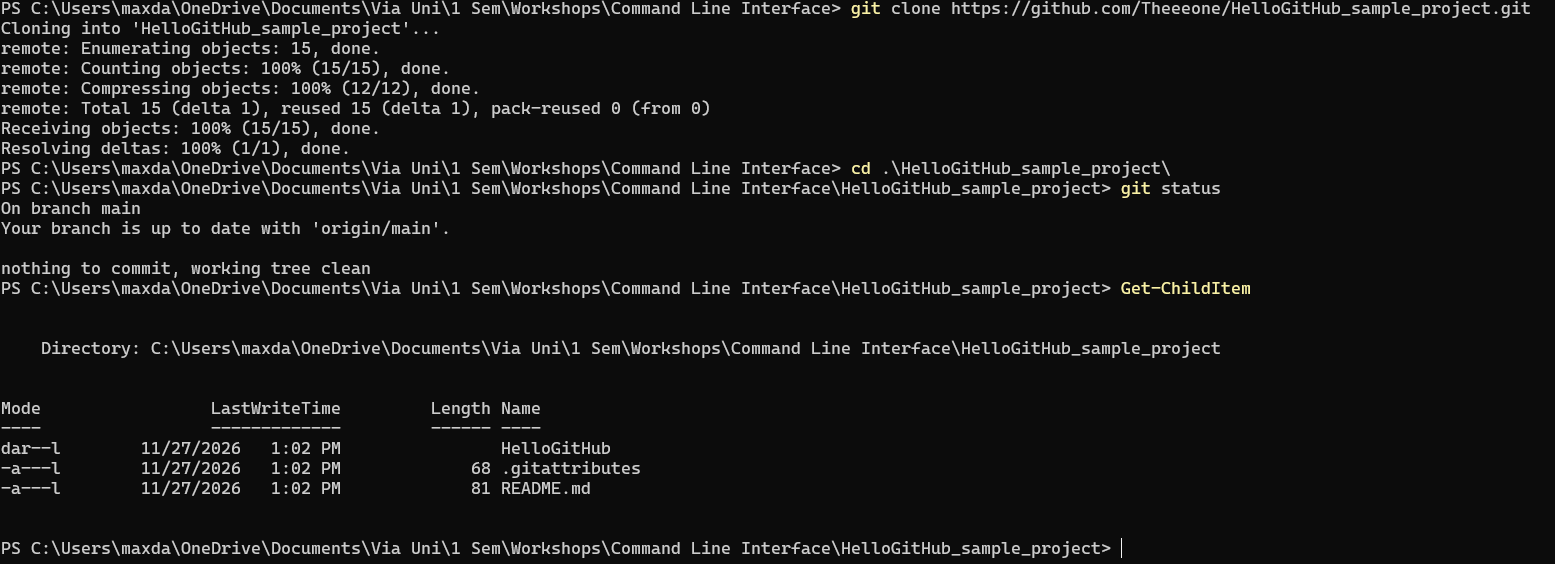 PS C:\Users\maxda\OneDrive\Documents\Via Uni\1 Sem\Workshops\Command Line Interface> git clone https://github.com/Theeeone/HelloGitHub_sample_project.git
Cloning into 'HelloGitHub_sample_project'...
remote: Enumerating objects: 15, done.
remote: Counting objects: 100% (15/15), done.
remote: Compressing objects: 100% (12/12), done.
remote: Total 15 (delta 1), reused 15 (delta 1), pack-reused 0 (from 0)
Receiving objects: 100% (15/15), done.
Resolving deltas: 100% (1/1), done.
PS C:\Users\maxda\OneDrive\Documents\Via Uni\1 Sem\Workshops\Command Line Interface> cd .\HelloGitHub_sample_project\
PS C:\Users\maxda\OneDrive\Documents\Via Uni\1 Sem\Workshops\Command Line Interface\HelloGitHub_sample_project> git status
On branch main
Your branch is up to date with 'origin/main'.

nothing to commit, working tree clean
PS C:\Users\maxda\OneDrive\Documents\Via Uni\1 Sem\Workshops\Command Line Interface\HelloGitHub_sample_project> Get-ChildItem


    Directory: C:\Users\maxda\OneDrive\Documents\Via Uni\1 Sem\Workshops\Command Line Interface\HelloGitHub_sample_project


Mode                 LastWriteTime         Length Name
----                 -------------         ------ ----
dar--l        11/27/2026   1:02 PM                HelloGitHub
-a---l        11/27/2026   1:02 PM             68 .gitattributes
-a---l        11/27/2026   1:02 PM             81 README.md


PS C:\Users\maxda\OneDrive\Documents\Via Uni\1 Sem\Workshops\Command Line Interface\HelloGitHub_sample_project>